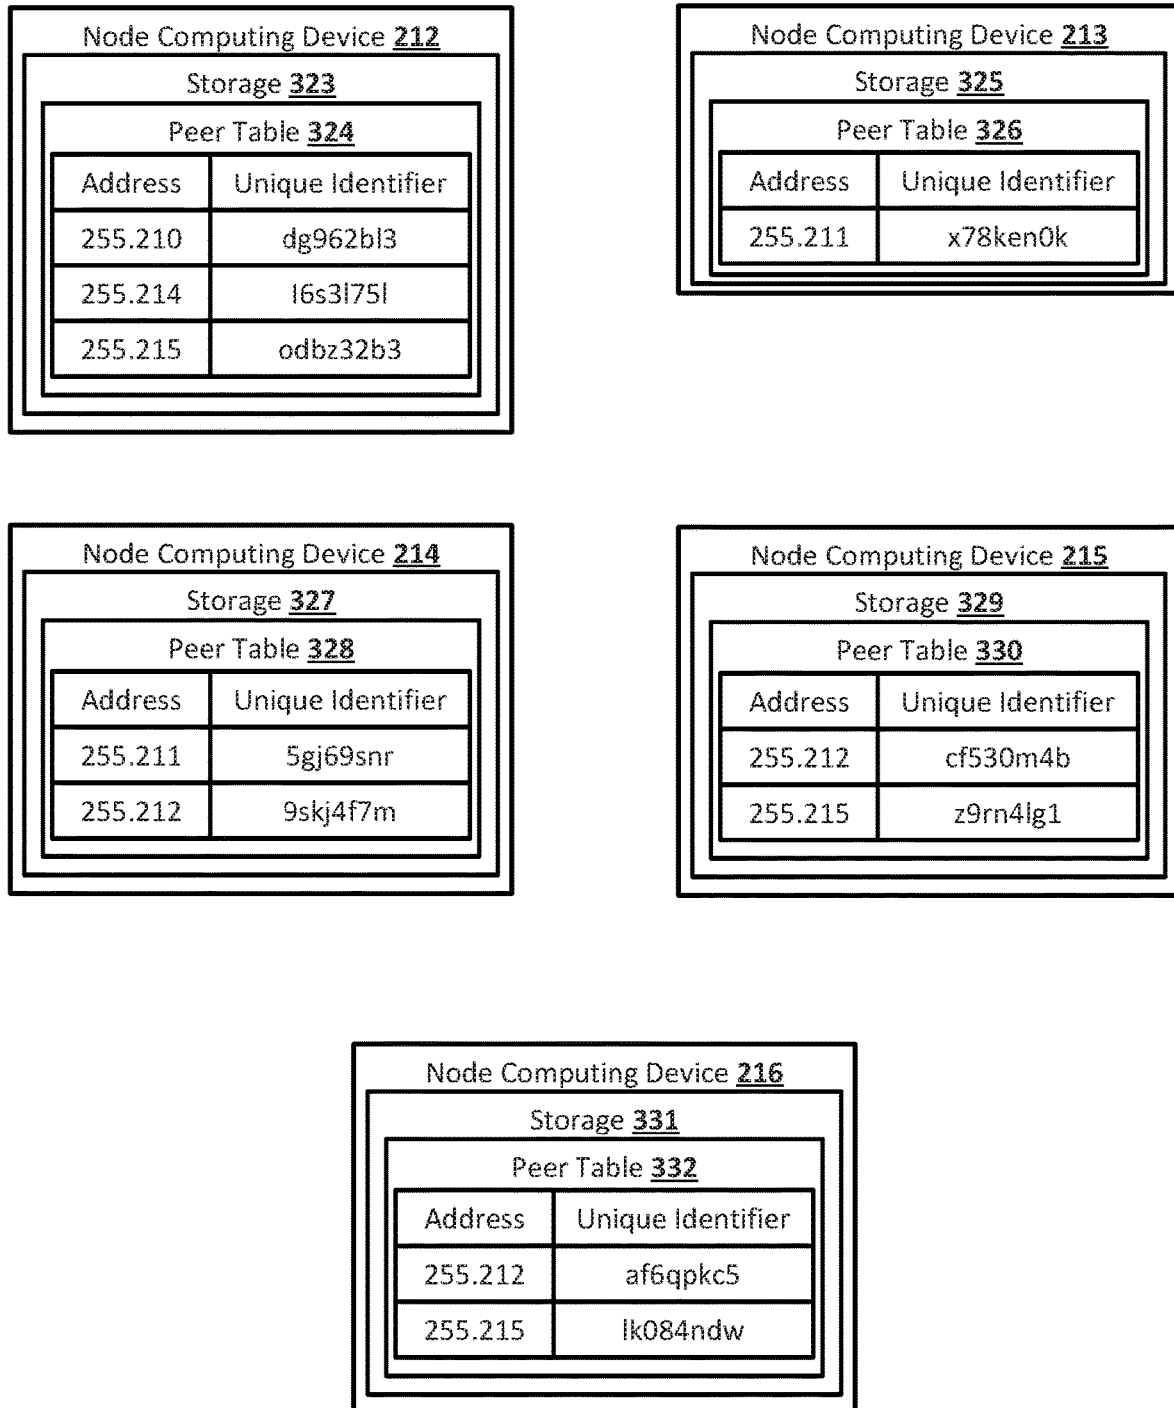 Node Computing Device 212
Storage 323
Peer Table 324
Address Unique Identifier
255.210 dg962bl3
255.214 l6s3l75l
255.215 odbz32b3
Node Computing Device 213
Storage 325
Peer Table 326
Address Unique Identifier
255.211 x78ken0k
Node Computing Device 214
Storage 327
Peer Table 328
Address Unique Identifier
255.211 5gj69snr
255.212 9skj4f7m
Node Computing Device 215
Storage 329
Peer Table 330
Address Unique Identifier
255.212 cf530m4b
255.215 z9rn4lg1
Node Computing Device 216
Storage 331
Peer Table 332
Address Unique Identifier
255.212 af6qpkc5
255.215 lk084ndw